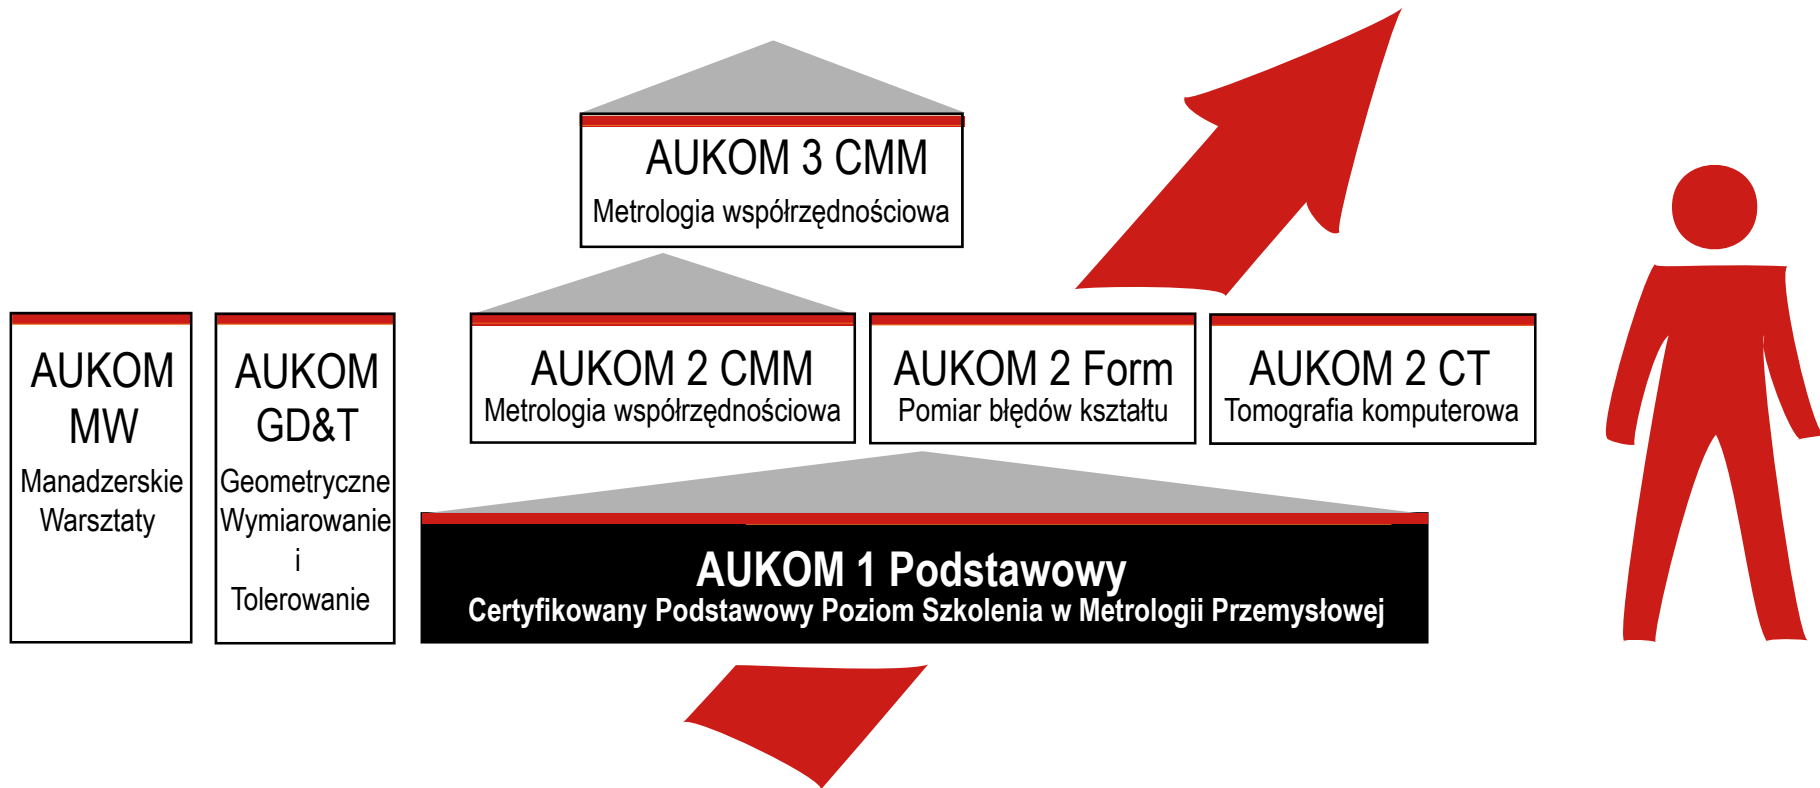 AUKOM 3 CMM
Metrologia współrzędnościowa
AUKOM
MW
Manadzerskie
Warsztaty
AUKOM
GD&T
Geometryczne
Wymiarowanie
i
Tolerowanie
AUKOM 2 CMM
Metrologia współrzędnościowa
AUKOM 2 Form
Pomiar błędów kształtu
AUKOM 2 CT
Tomografia komputerowa
AUKOM 1 Podstawowy
Certyfikowany Podstawowy Poziom Szkolenia w Metrologii Przemysłowej